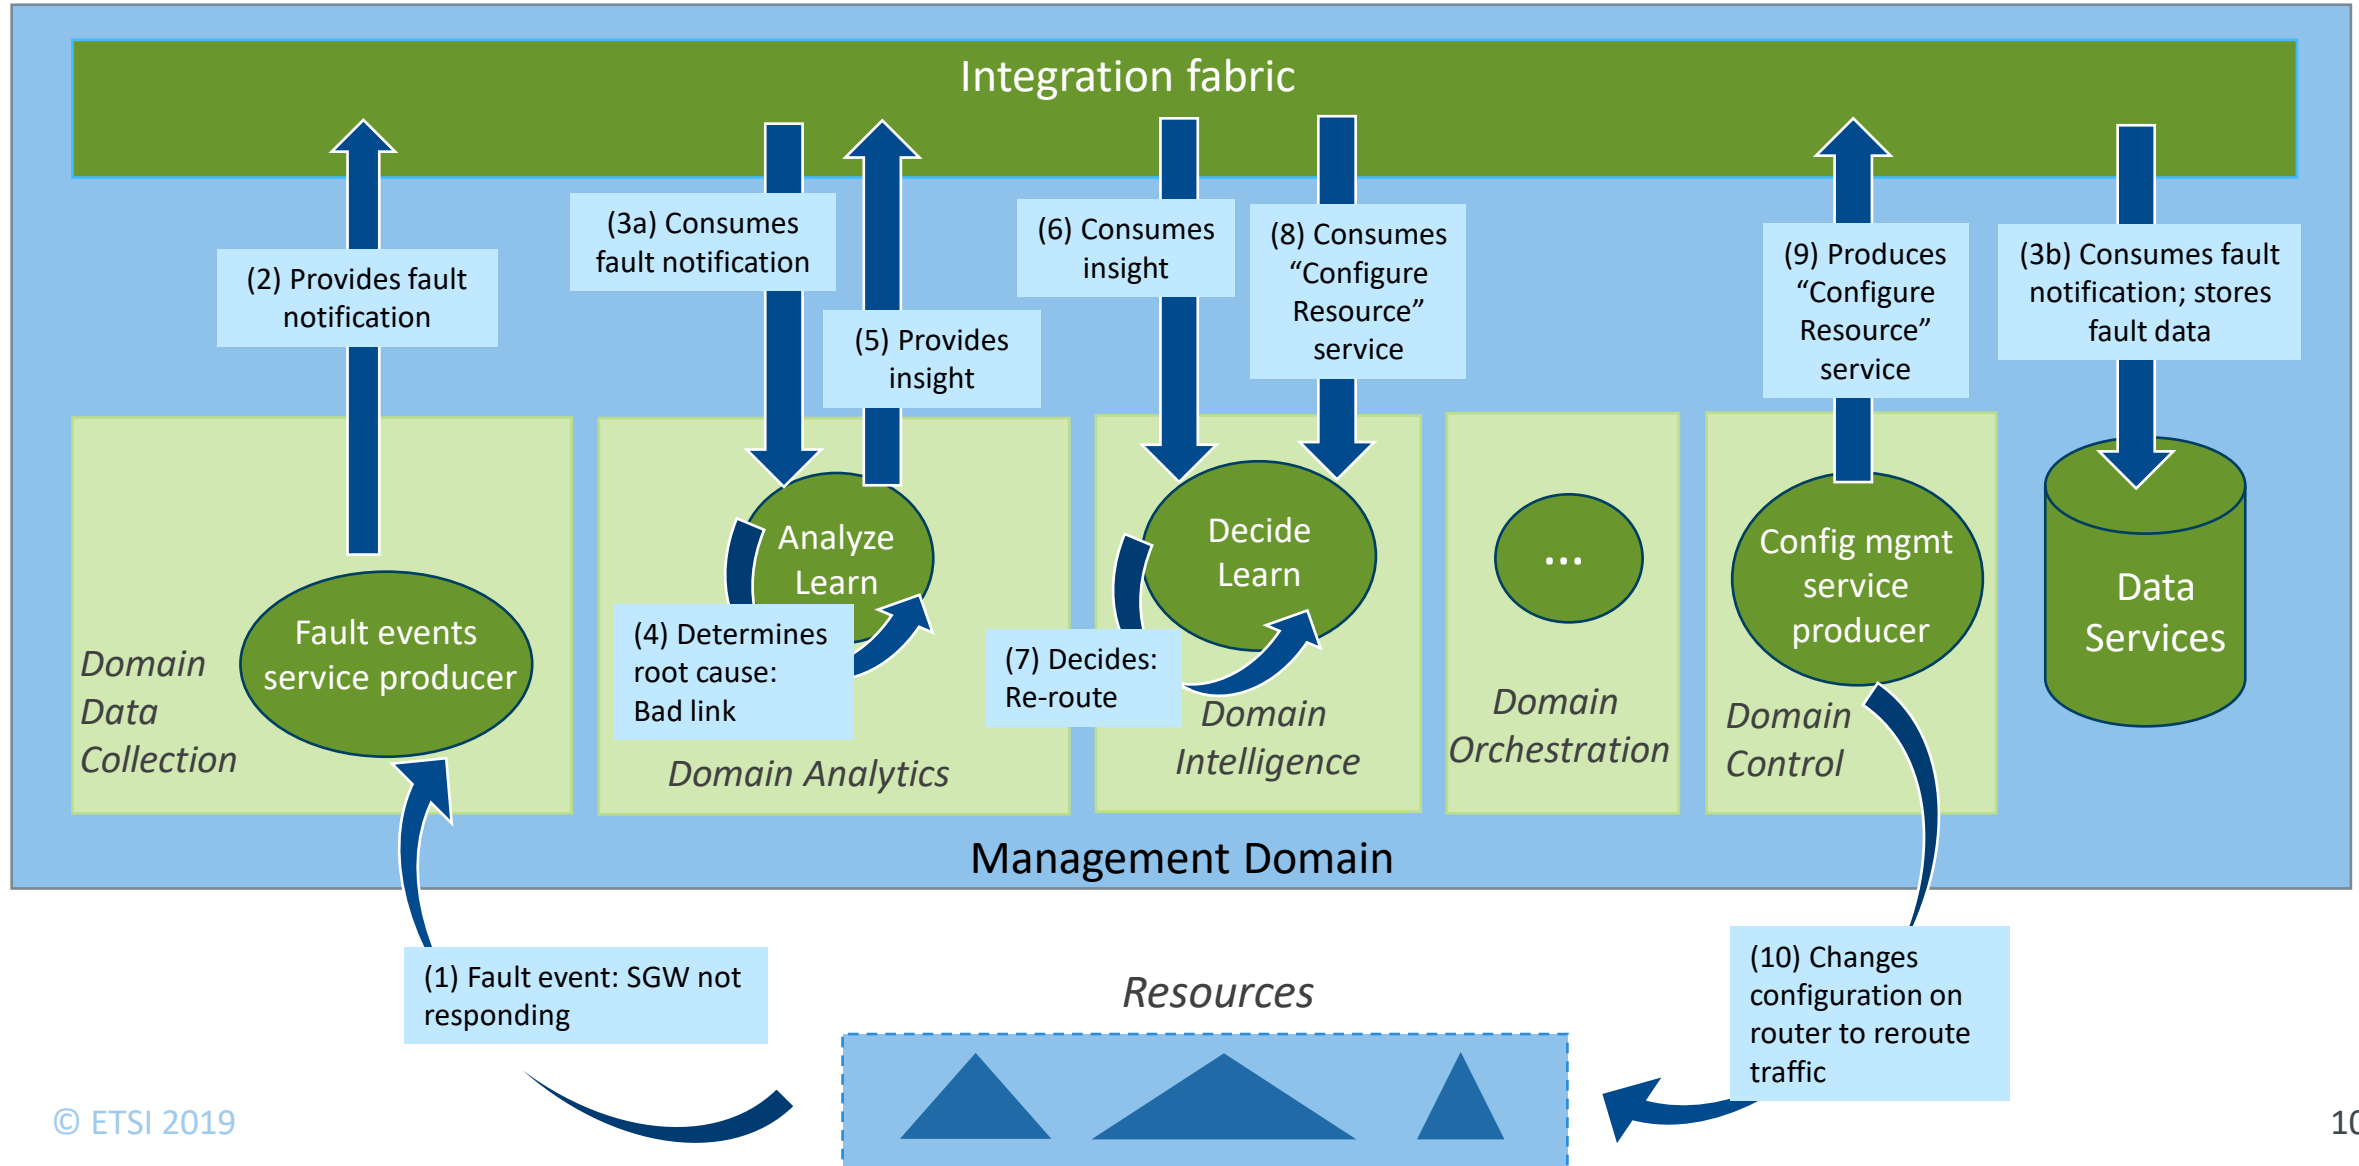 Integration fabric
(2) Provides fault
notification
(3a) Consumes
fault notification
(5) Provides
insight
(6) Consumes
insight
(8) Consumes
“Configure
Resource”
service
(9) Produces
“Configure
Resource”
service
(3b) Consumes fault
notification; stores
fault data
Fault events
service producer
Domain
Data
Collection
Analyze
Learn
(4) Determines
root cause:
Bad link
Domain Analytics
Decide
Learn
(7) Decides:
Re-route
Domain
Intelligence
...
Domain
Orchestration
Config mgmt
service
producer
Domain
Control
Data
Services
Management Domain
(1) Fault event: SGW not
responding
Resources
(10) Changes
configuration on
router to reroute
traffic
© ETSI 2019
10